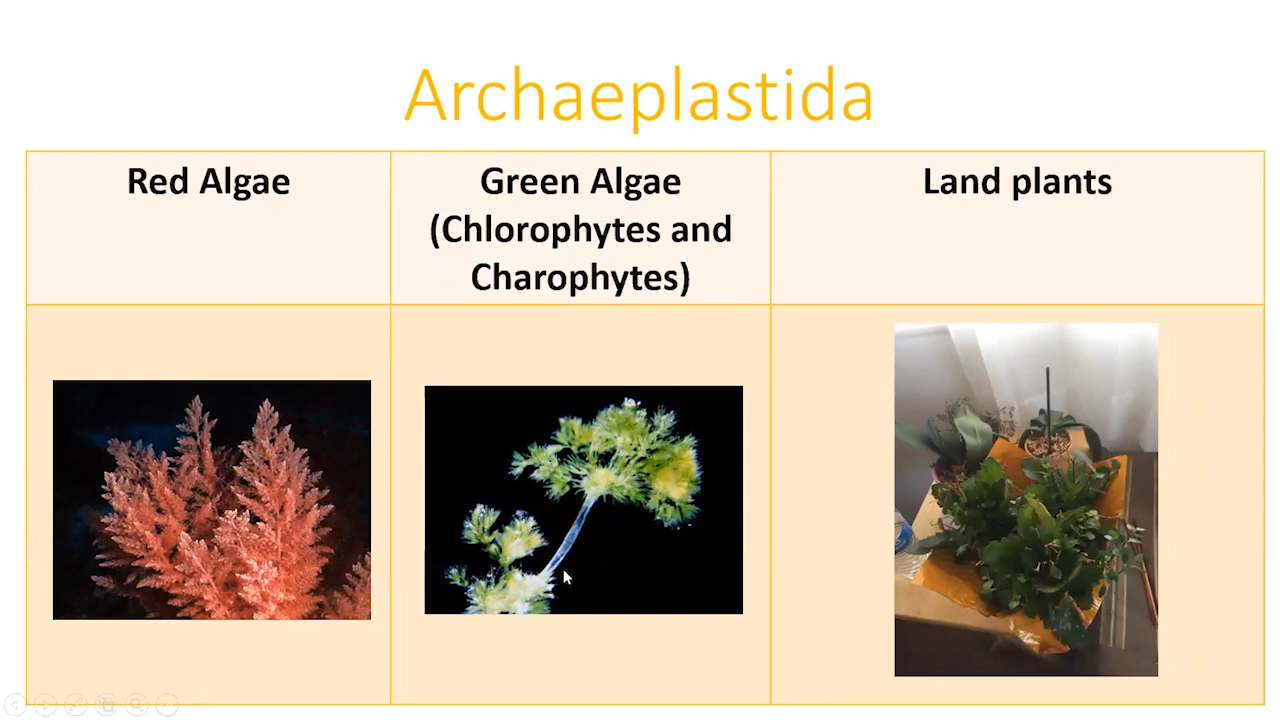 Archaeplastida
Red Algae
Green Algae
(Chlorophytes and
Charophytes)
Land plants